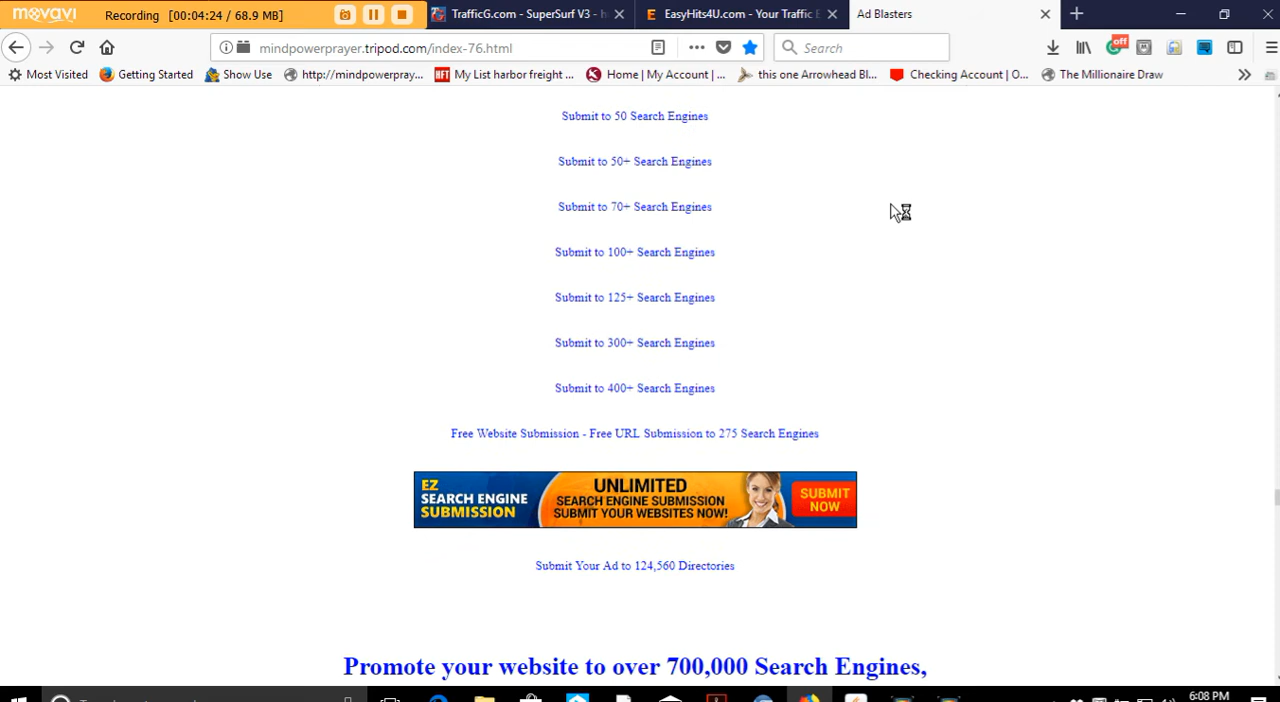 movavi Recording [00:04:24 / 68.9 MB] TrafficG.com - SuperSurf V3 - h EasyHits4U.com - Your Traffic E Ad Blasters
mindpowerprayer.tripod.com/index-76.html Search off
Most Visited Getting Started Show Use http://mindpowerpray... My List harbor freight ... Home | My Account | ... this one Arrowhead Bl... Checking Account | O... The Millionaire Draw
Submit to 50 Search Engines
Submit to 50+ Search Engines
Submit to 70+ Search Engines
Submit to 100+ Search Engines
Submit to 125+ Search Engines
Submit to 300+ Search Engines
Submit to 400+ Search Engines
Free Website Submission - Free URL Submission to 275 Search Engines
EZ
SEARCH ENGINE
SUBMISSION
UNLIMITED
SEARCH ENGINE SUBMISSION
SUBMIT YOUR WEBSITES NOW!
SUBMIT
NOW
Submit Your Ad to 124,560 Directories
Promote your website to over 700,000 Search Engines,
6:08 PM